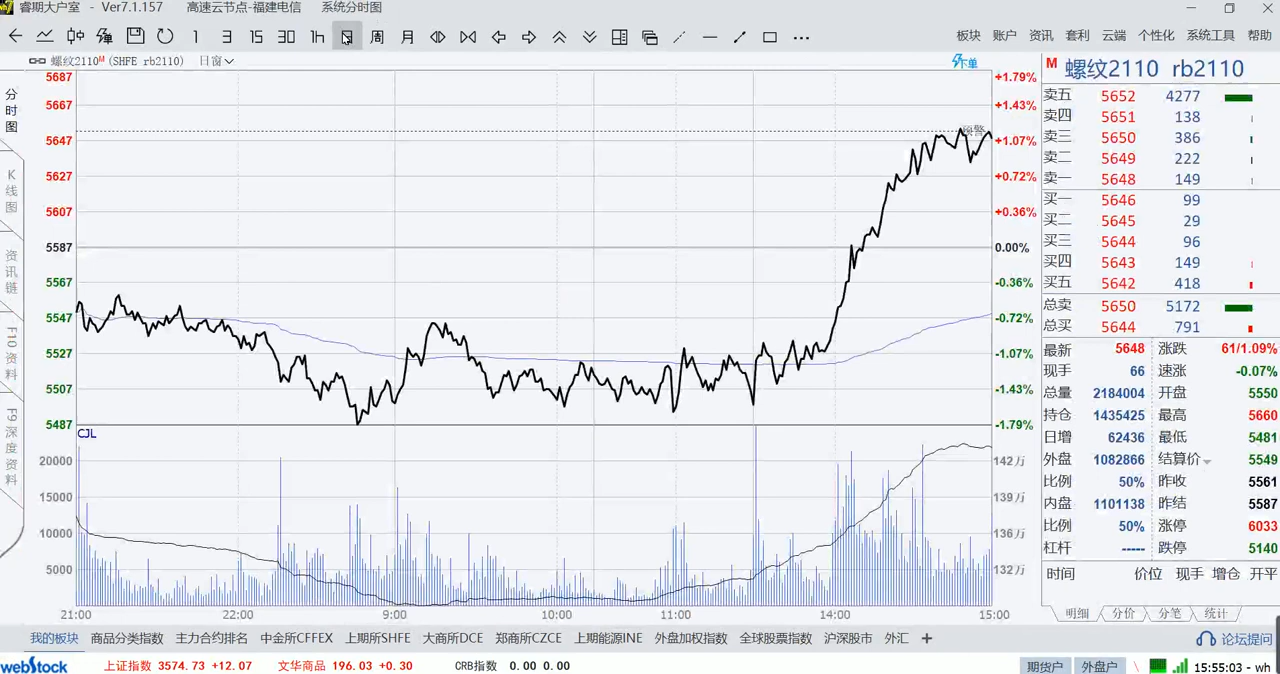 睿期大户室 - Ver7.1.157 高速云节点-福建电信 系统分时图
1 3 15 30 1h 日 周 月 板块 账户 资讯 套利 云端 个性化 系统工具 帮助
螺纹2110M (SHFE rb2110) 日窗 下单
分时图
K线图
资讯链
F10资料
F9深度资料
5687 +1.79%
5667 +1.43%
预警
5647 +1.07%
5627 +0.72%
5607 +0.36%
5587 0.00%
5567 -0.36%
5547 -0.72%
5527 -1.07%
5507 -1.43%
5487 -1.79%
CJL
20000 142万
15000 139万
10000 136万
5000 132万
21:00 22:00 9:00 10:00 11:00 14:00 15:00
M 螺纹2110 rb2110
卖五 5652 4277
卖四 5651 138
卖三 5650 386
卖二 5649 222
卖一 5648 149
买一 5646 99
买二 5645 29
买三 5644 96
买四 5643 149
买五 5642 418
总卖 5650 5172
总买 5644 791
最新 5648 涨跌 61/1.09%
现手 66 速涨 -0.07%
总量 2184004 开盘 5550
持仓 1435425 最高 5660
日增 62436 最低 5481
外盘 1082866 结算价 5549
比例 50% 昨收 5561
内盘 1101138 昨结 5587
比例 50% 涨停 6033
杠杆 ----- 跌停 5140
时间 价位 现手 增仓 开平
明细 分价 分笔 统计
我的板块 商品分类指数 主力合约排名 中金所CFFEX 上期所SHFE 大商所DCE 郑商所CZCE 上期能源INE 外盘加权指数 全球股票指数 沪深股市 外汇 + 论坛提问
webStock 上证指数 3574.73 +12.07 文华商品 196.03 +0.30 CRB指数 0.00 0.00 期货户 外盘户 15:55:03 - wh